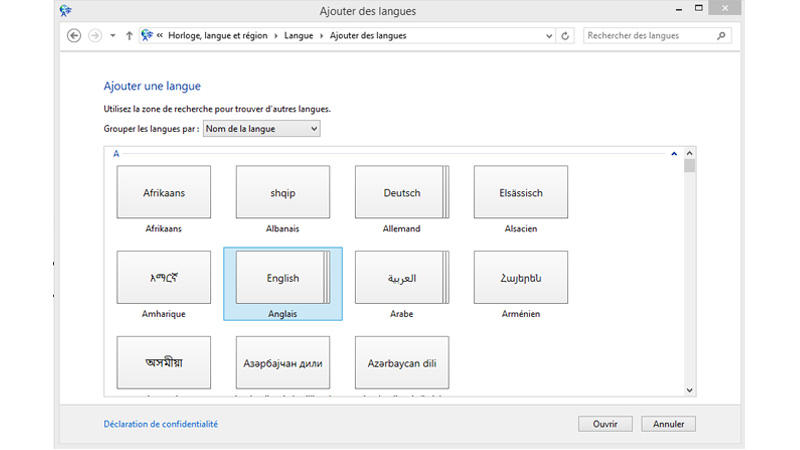 Ajouter des langues
« Horloge, langue et région › Langue › Ajouter des langues
Rechercher des langues
Ajouter une langue
Utilisez la zone de recherche pour trouver d'autres langues.
Grouper les langues par : Nom de la langue
A
Afrikaans shqip Deutsch Elsässisch
Afrikaans Albanais Allemand Alsacien
አማርኛ English العربية Հայերեն
Amharique Anglais Arabe Arménien
অসমীয়া Азәрбајҹан дили Azərbaycan dili
Déclaration de confidentialité
Ouvrir Annuler